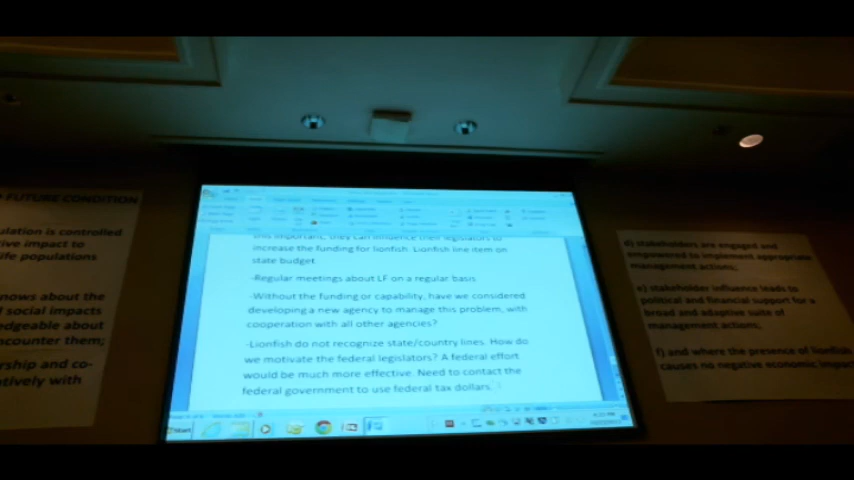 FUTURE CONDITION
ulation is controlled
ive impact to
life populations
nows about the
social impacts
dgeable about
counter them;
rship and co-
tively with
this important, they can influence their legislators to
increase the funding for lionfish. Lionfish line item on
state budget.
-Regular meetings about LF on a regular basis
-Without the funding or capability, have we considered
developing a new agency to manage this problem, with
cooperation with all other agencies?
-Lionfish do not recognize state/country lines. How do
we motivate the federal legislators? A federal effort
would be much more effective. Need to contact the
federal government to use federal tax dollars.
Start
d) stakeholders are engaged and
empowered to implement appropriate
management actions;
e) stakeholder influence leads to
political and financial support for a
broad and adaptive suite of
management actions,
f) and where the presence of lionfish
causes no negative economic impact